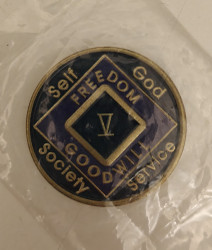 Self
God
FREEDOM
V
GOODWILL
Society
Service